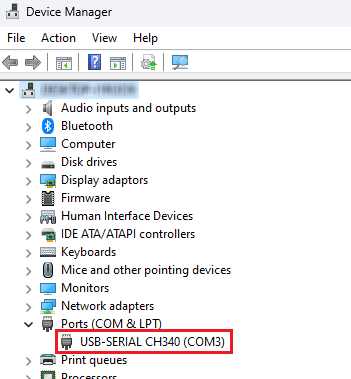 Device Manager
File Action View Help
Audio inputs and outputs
Bluetooth
Computer
Disk drives
Display adaptors
Firmware
Human Interface Devices
IDE ATA/ATAPI controllers
Keyboards
Mice and other pointing devices
Monitors
Network adapters
Ports (COM & LPT)
USB-SERIAL CH340 (COM3)
Print queues
Processors